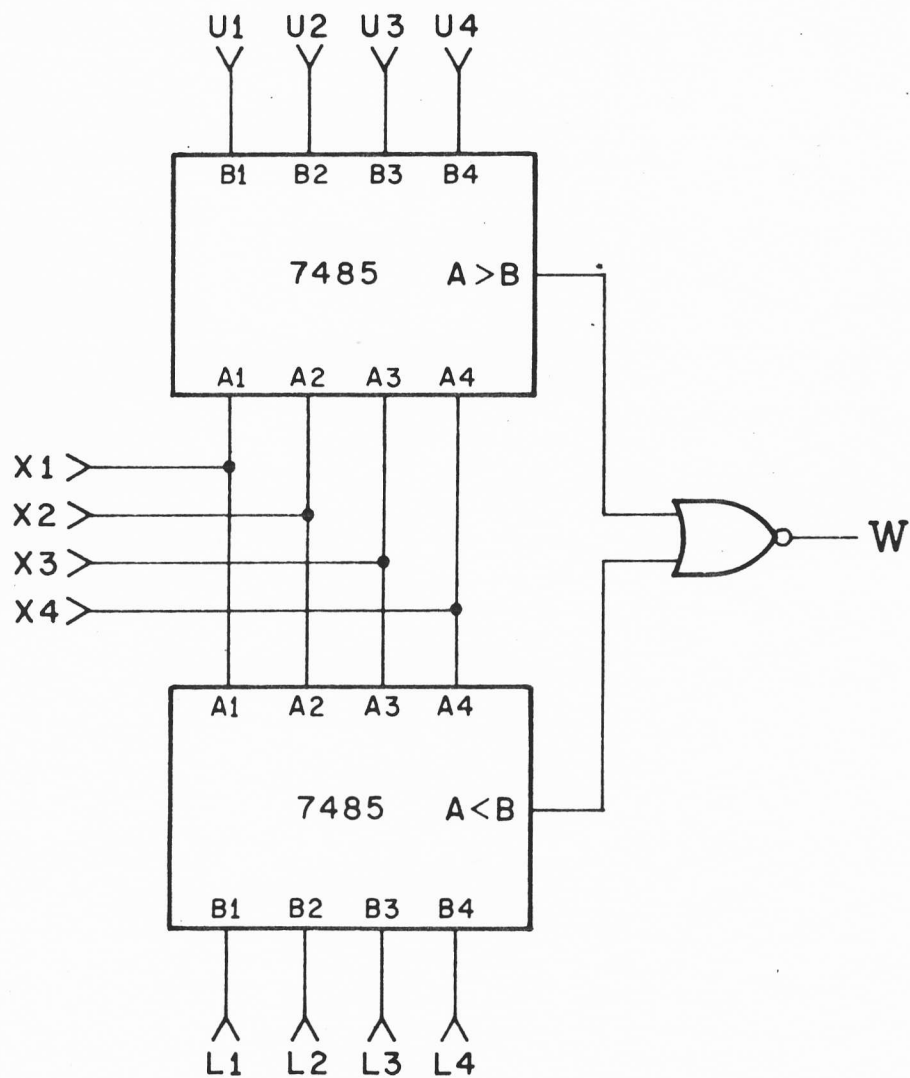 U1 U2 U3 U4
B1 B2 B3 B4
7485 A>B
A1 A2 A3 A4
X1
X2
W
X3
X4
A1 A2 A3 A4
7485 A<B
B1 B2 B3 B4
L1 L2 L3 L4